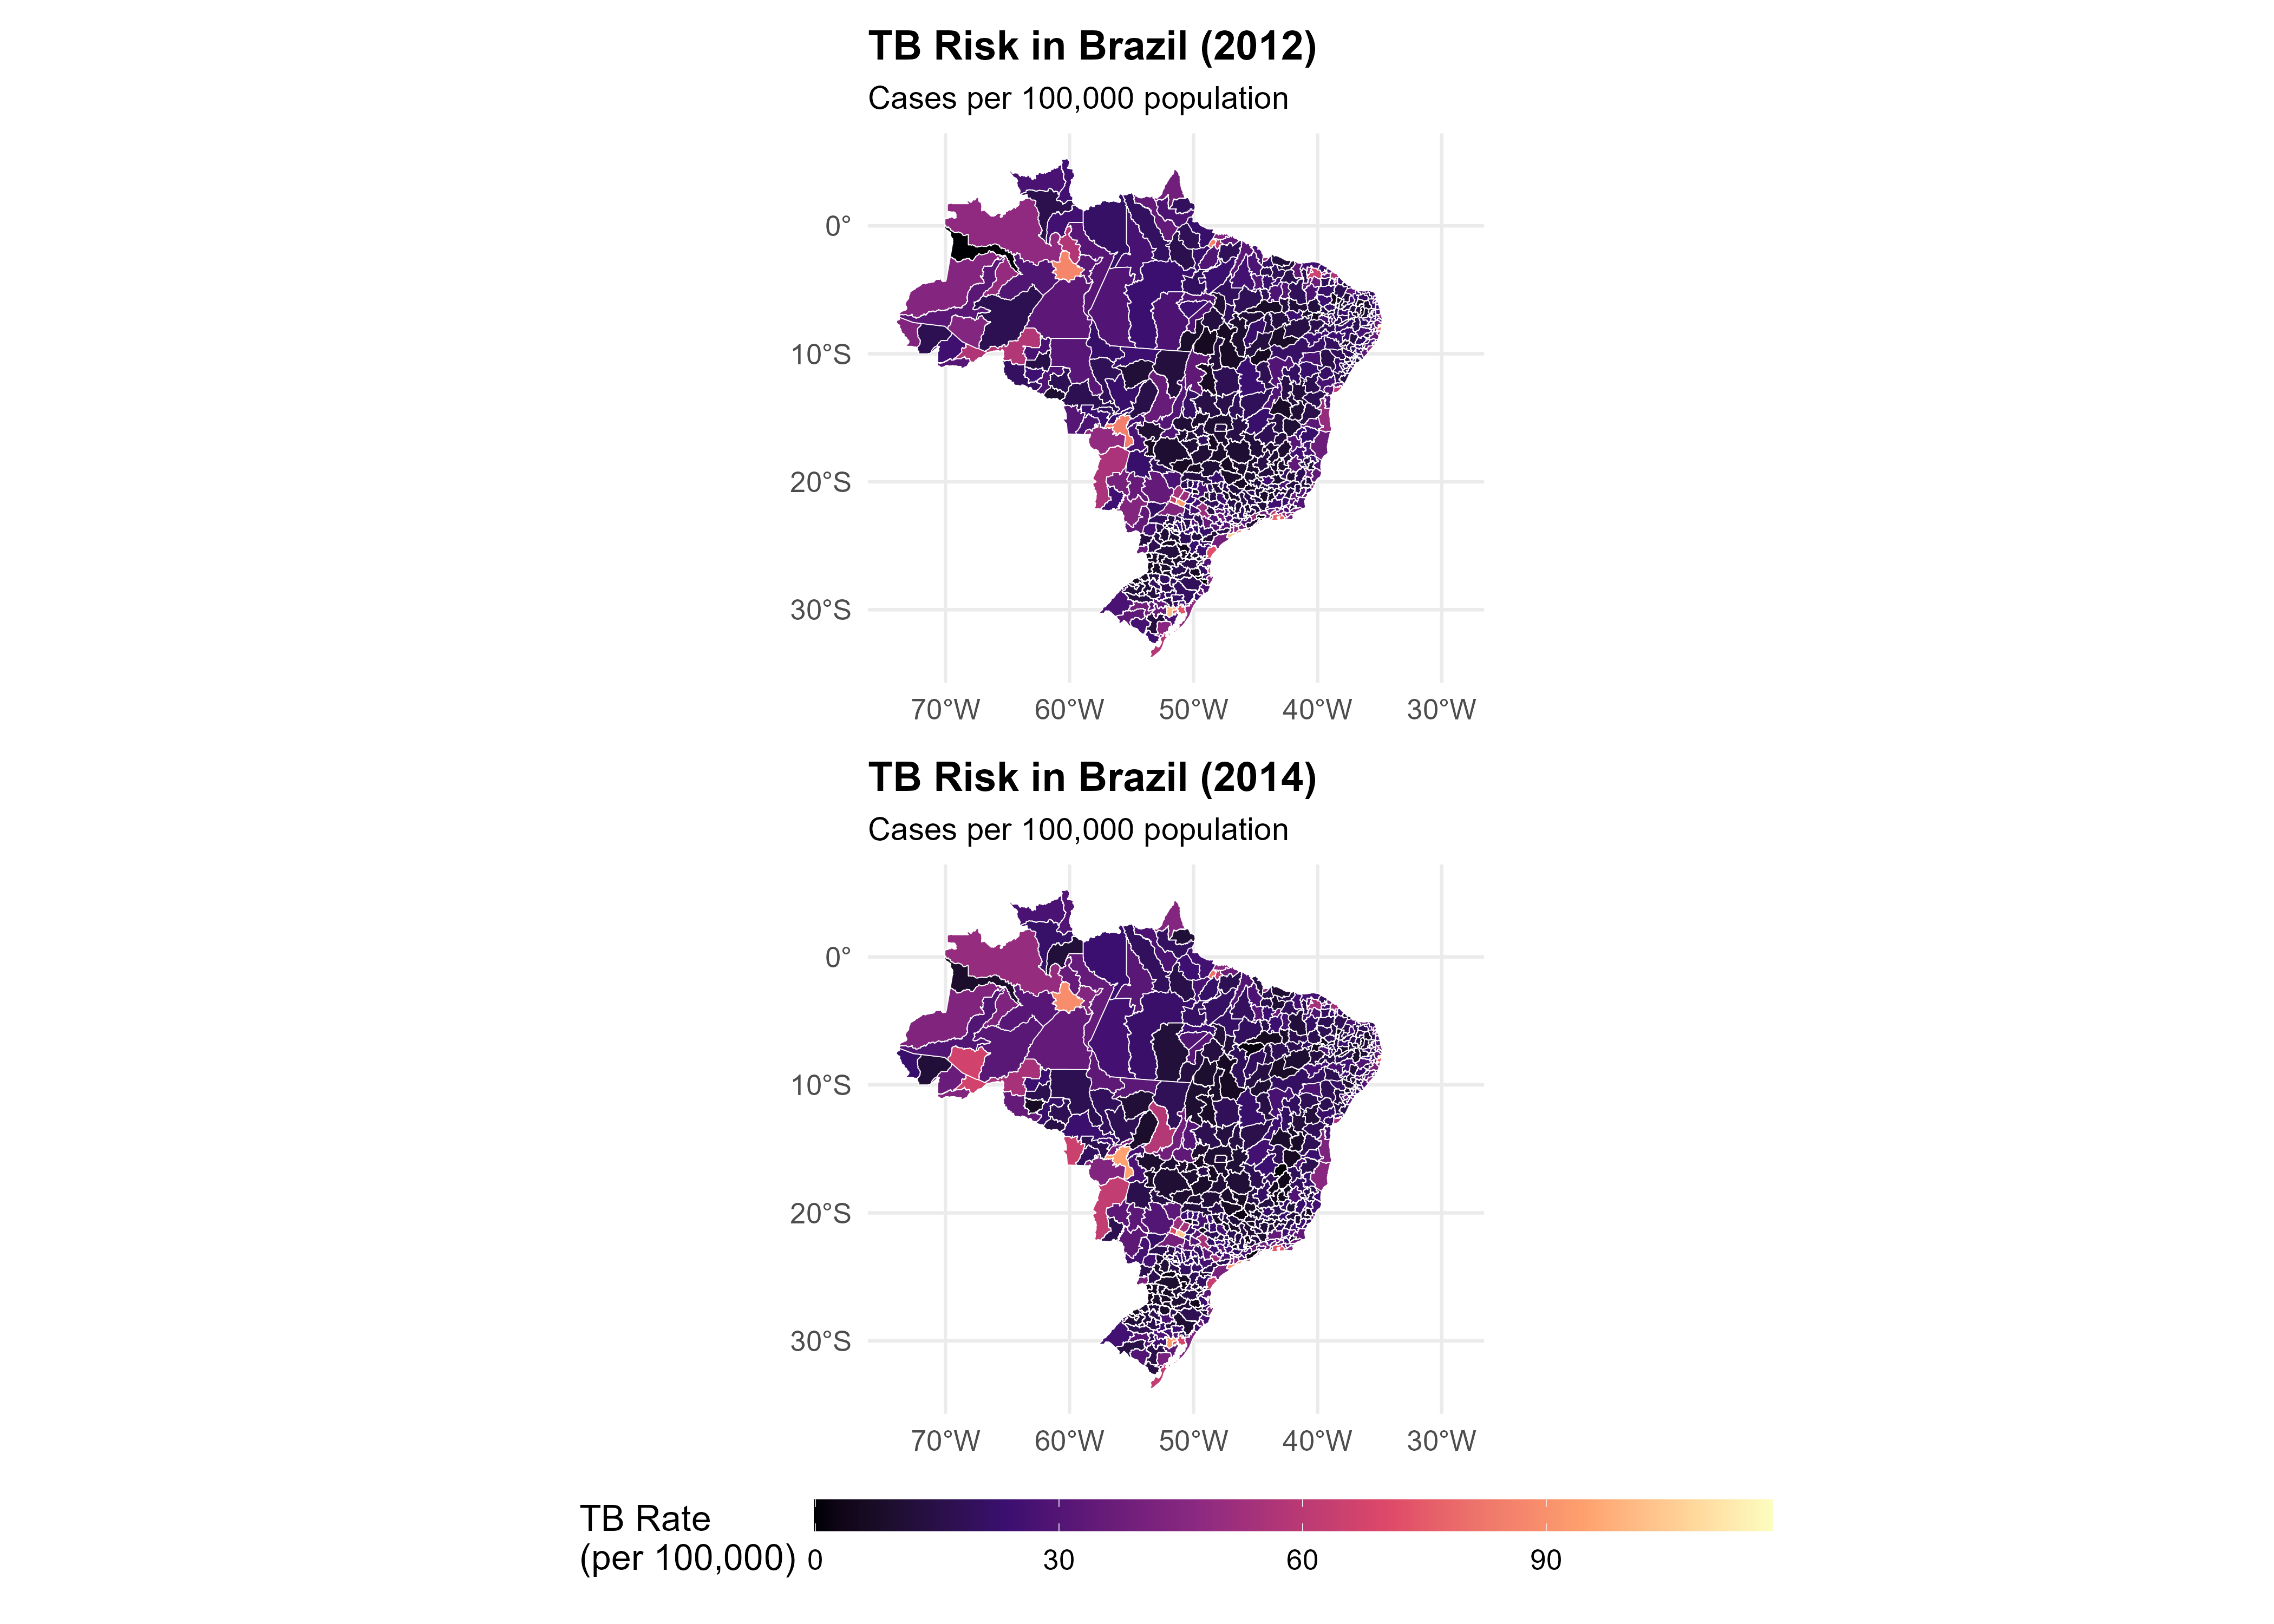 TB Risk in Brazil (2012)
Cases per 100,000 population
0°
10°S
20°S
30°S
70°W 60°W 50°W 40°W 30°W
TB Risk in Brazil (2014)
Cases per 100,000 population
0°
10°S
20°S
30°S
70°W 60°W 50°W 40°W 30°W
TB Rate
(per 100,000)
0 30 60 90